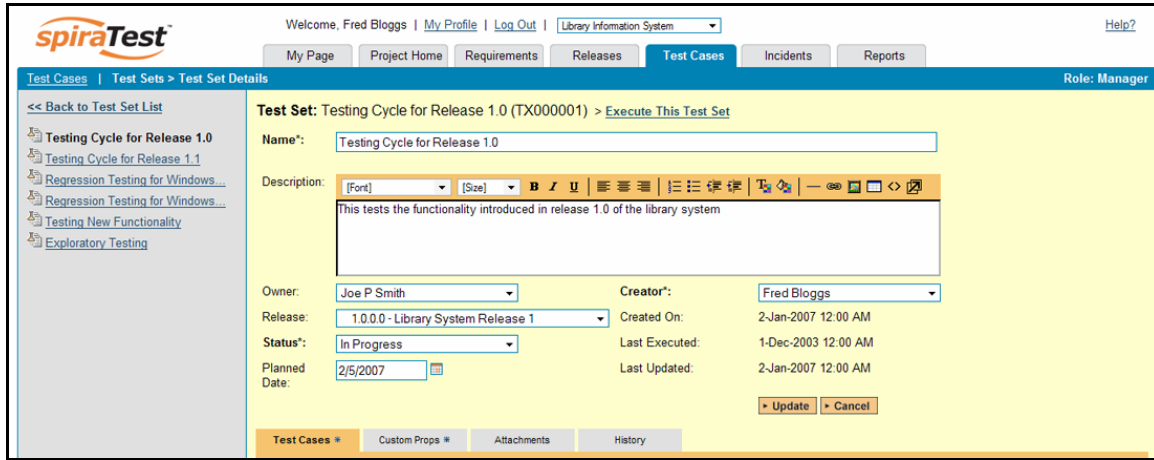 spiraTest
Welcome, Fred Bloggs | My Profile | Log Out | Library Information System
Help?
My Page Project Home Requirements Releases Test Cases Incidents Reports
Test Cases | Test Sets > Test Set Details
Role: Manager
<< Back to Test Set List
Testing Cycle for Release 1.0
Testing Cycle for Release 1.1
Regression Testing for Windows...
Regression Testing for Windows...
Testing New Functionality
Exploratory Testing
Test Set: Testing Cycle for Release 1.0 (TX000001) > Execute This Test Set
Name*: Testing Cycle for Release 1.0
Description: [Font] [Size] B I U
This tests the functionality introduced in release 1.0 of the library system
Owner: Joe P Smith Creator*: Fred Bloggs
Release: 1.0.0.0 - Library System Release 1 Created On: 2-Jan-2007 12:00 AM
Status*: In Progress Last Executed: 1-Dec-2003 12:00 AM
Planned Date: 2/5/2007 Last Updated: 2-Jan-2007 12:00 AM
Update Cancel
Test Cases * Custom Props * Attachments History